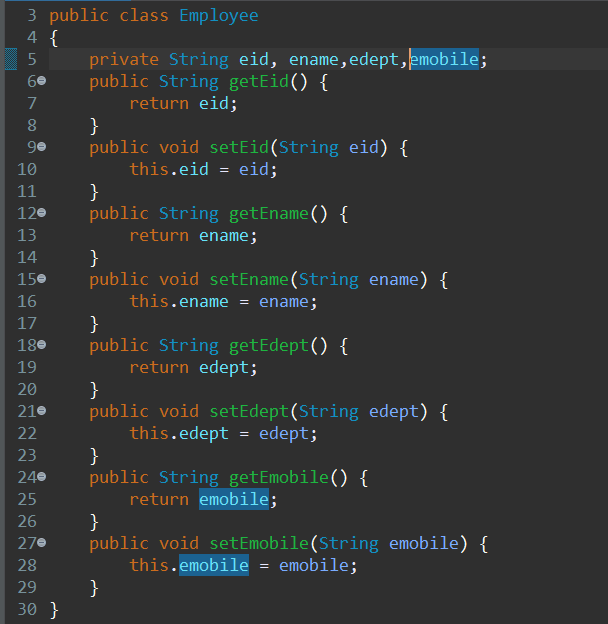 3 public class Employee
4 {
5     private String eid, ename,edept,emobile;
6     public String getEid() {
7         return eid;
8     }
9     public void setEid(String eid) {
10         this.eid = eid;
11     }
12     public String getEname() {
13         return ename;
14     }
15     public void setEname(String ename) {
16         this.ename = ename;
17     }
18     public String getEdept() {
19         return edept;
20     }
21     public void setEdept(String edept) {
22         this.edept = edept;
23     }
24     public String getEmobile() {
25         return emobile;
26     }
27     public void setEmobile(String emobile) {
28         this.emobile = emobile;
29     }
30 }